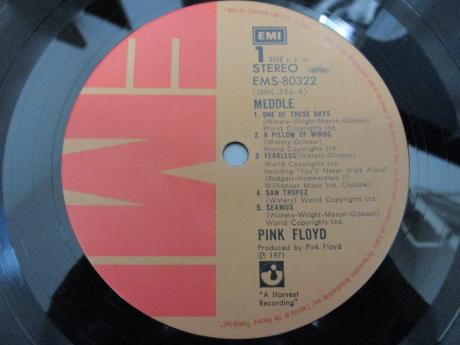 EMI
EMI
1
33⅓ r. p. m.
STEREO
EMS-80322
(SHVL-795-A)
MEDDLE
1. ONE OF THESE DAYS
(Waters-Wright-Mason-Gilmour)
World Copyrights Ltd.
2. A PILLOW OF WINDS
(Waters-Gilmour)
World Copyrights Ltd.
3. FEARLESS (Waters-Gilmour)
World Copyrights Ltd.
Including "You'll Never Walk Alone"
(Rodgers-Hammerstein II)
Williamson Music Ltd. Chappell
4. SAN TROPEZ
(Waters) World Copyrights Ltd.
5. SEAMUS
(Waters-Wright-Mason-Gilmour)
World Copyrights Ltd.
PINK FLOYD
Produced by Pink Floyd
Ⓟ 1971
"A Harvest
Recording"